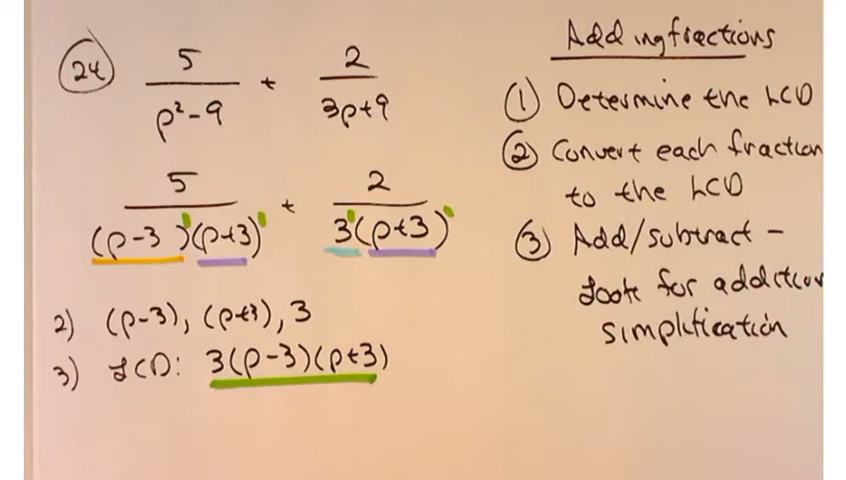 24 5/(p²-9) + 2/(3p+9)
5/((p-3)'(p+3)') + 2/(3'(p+3)')
2) (p-3), (p+3), 3
3) LCD: 3(p-3)(p+3)
Adding fractions
1 Determine the LCD
2 Convert each fraction
to the LCD
3 Add/subtract -
Look for addition
simplification